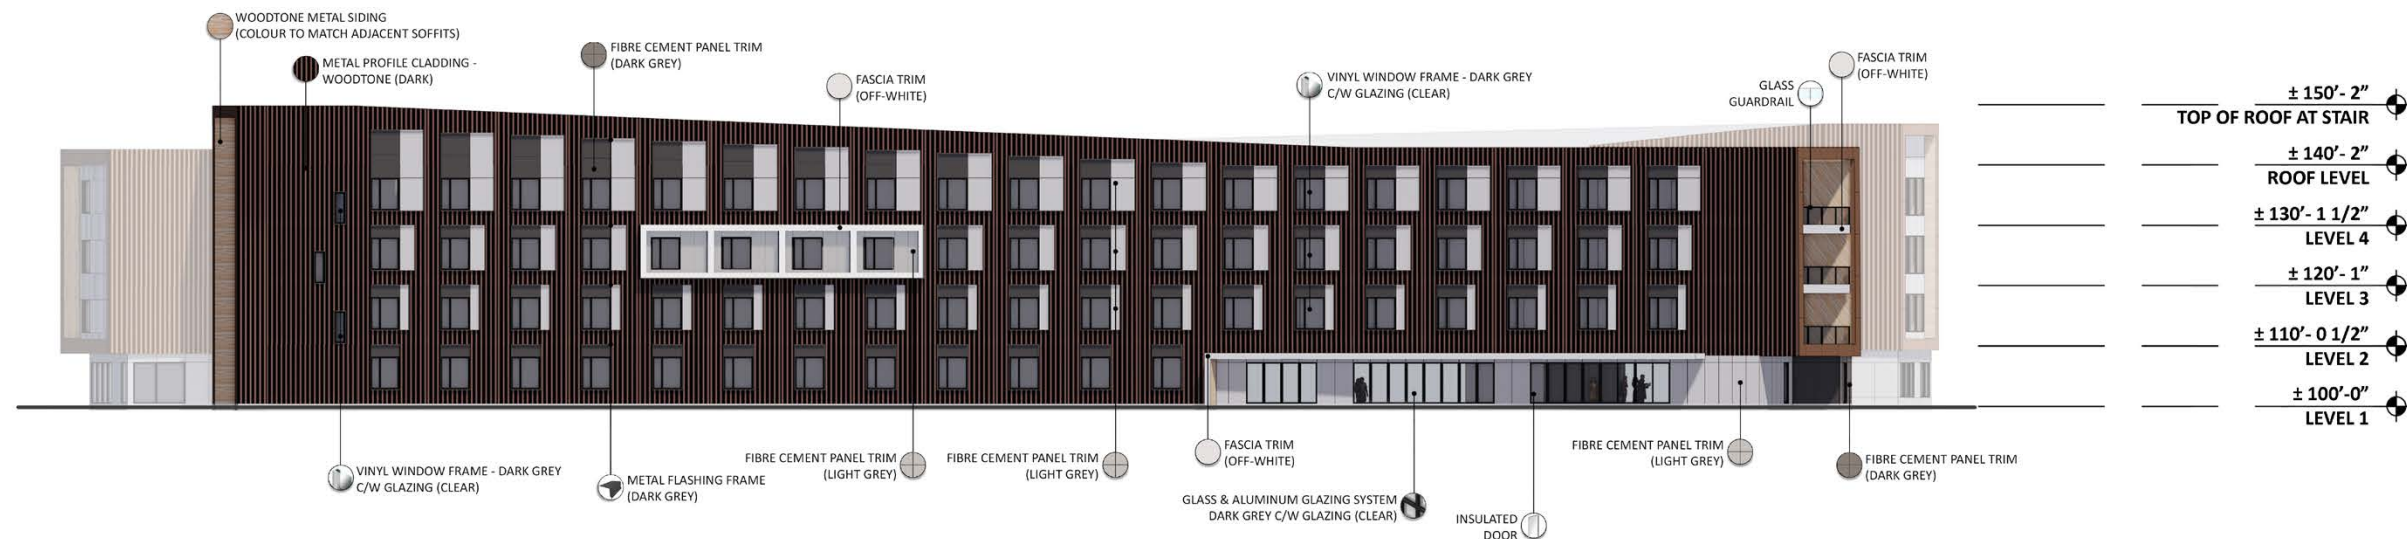 WOODTONE METAL SIDING
(COLOUR TO MATCH ADJACENT SOFFITS)
METAL PROFILE CLADDING -
WOODTONE (DARK)
FIBRE CEMENT PANEL TRIM
(DARK GREY)
FASCIA TRIM
(OFF-WHITE)
VINYL WINDOW FRAME - DARK GREY
C/W GLAZING (CLEAR)
GLASS
GUARDRAIL
FASCIA TRIM
(OFF-WHITE)
± 150'- 2"
TOP OF ROOF AT STAIR
± 140'- 2"
ROOF LEVEL
± 130'- 1 1/2"
LEVEL 4
± 120'- 1"
LEVEL 3
± 110'- 0 1/2"
LEVEL 2
± 100'-0"
LEVEL 1
VINYL WINDOW FRAME - DARK GREY
C/W GLAZING (CLEAR)
METAL FLASHING FRAME
(DARK GREY)
FIBRE CEMENT PANEL TRIM
(LIGHT GREY)
FIBRE CEMENT PANEL TRIM
(LIGHT GREY)
FASCIA TRIM
(OFF-WHITE)
GLASS & ALUMINUM GLAZING SYSTEM
DARK GREY C/W GLAZING (CLEAR)
INSULATED
DOOR
FIBRE CEMENT PANEL TRIM
(LIGHT GREY)
FIBRE CEMENT PANEL TRIM
(DARK GREY)